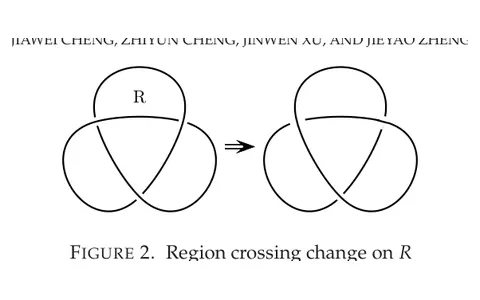 JIAWEI CHENG, ZHIYUN CHENG, JINWEN XU, AND JIEYAO ZHENG
R
FIGURE 2. Region crossing change on R